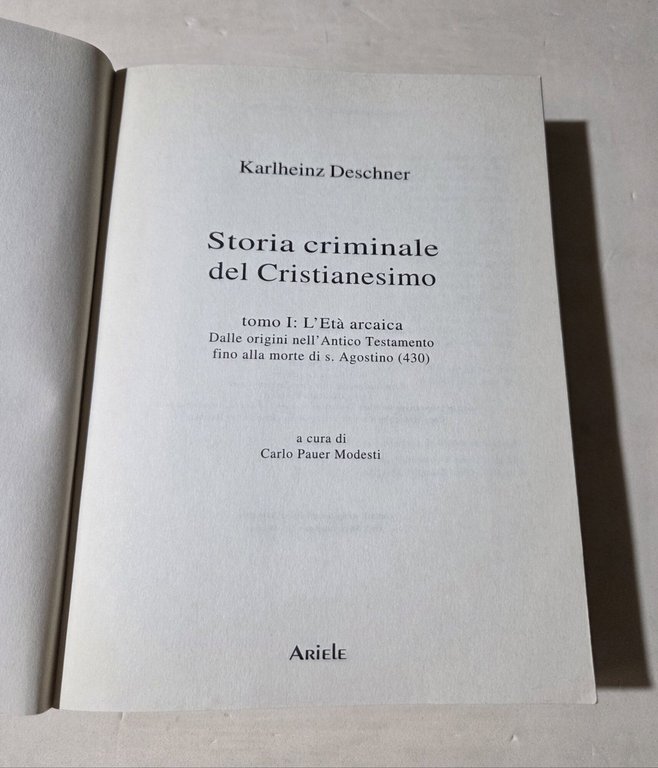 Karlheinz Deschner
Storia criminale
del Cristianesimo
tomo I: L'Età arcaica
Dalle origini nell'Antico Testamento
fino alla morte di s. Agostino (430)
a cura di
Carlo Pauer Modesti
ARIELE